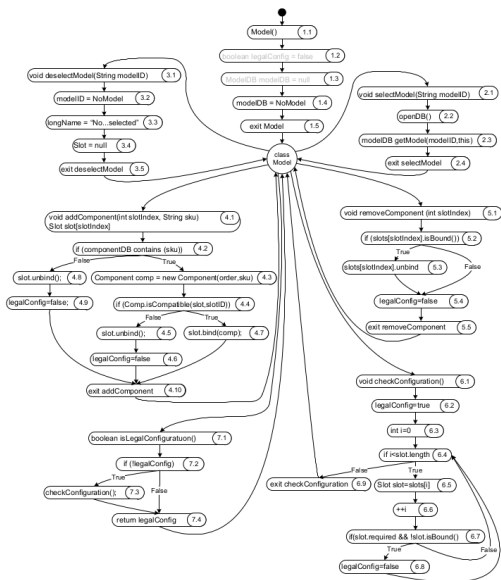 Model() 1.1
boolean legalConfig = false 1.2
ModelDB modelDB = null 1.3
modelDB = NoModel 1.4
exit Model 1.5
void deselectModel(String modelID) 3.1
modelID = NoModel 3.2
longName = "No...selected" 3.3
Slot = null 3.4
exit deselectModel 3.5
void selectModel(String modelID) 2.1
openDB() 2.2
modelDB getModel(modelID,this) 2.3
exit selectModel 2.4
class
Model
void addComponent(int slotIndex, String sku) 4.1
Slot slot[slotIndex]
if (componentDB contains (sku)) 4.2
False
True
slot.unbind(); 4.8
Component comp = new Component(order,sku) 4.3
legalConfig=false; 4.9
if (Comp.isCompatible(slot,slotID)) 4.4
False
True
slot.unbind(); 4.5
slot.bind(comp); 4.7
legalConfig=false 4.6
exit addComponent 4.10
void removeComponent (int slotIndex) 5.1
if (slots[slotIndex].isBound()) 5.2
True
False
slots[slotIndex].unbind 5.3
legalConfig=false 5.4
exit removeComponent 5.5
void checkConfiguration() 6.1
legalConfig=true 6.2
int i=0 6.3
if i<slot.length 6.4
False
True
exit checkConfiguration 6.9
Slot slot=slots[i] 6.5
++i 6.6
if(slot.required && !slot.isBound() 6.7
True
False
legalConfig=false 6.8
boolean isLegalConfiguratuon() 7.1
if (!legalConfig) 7.2
True
False
checkConfiguration(); 7.3
return legalConfig 7.4